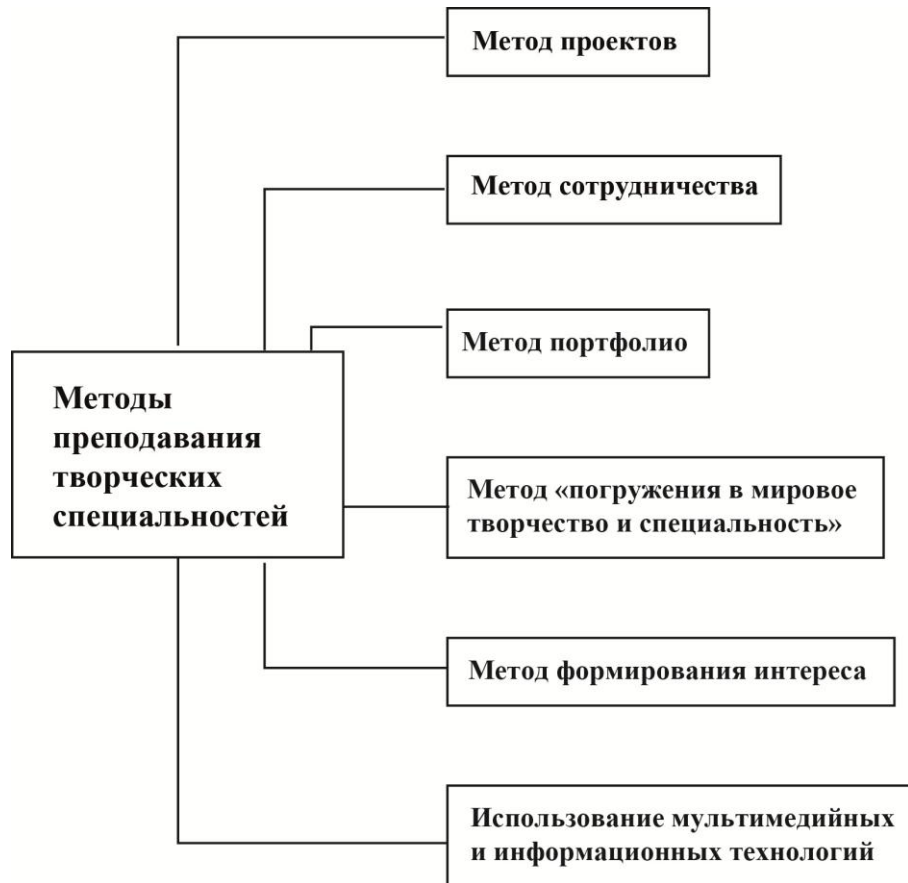 Метод проектов
Метод сотрудничества
Метод портфолио
Методы
преподавания
творческих
специальностей
Метод «погружения в мировое
творчество и специальность»
Метод формирования интереса
Использование мультимедийных
и информационных технологий